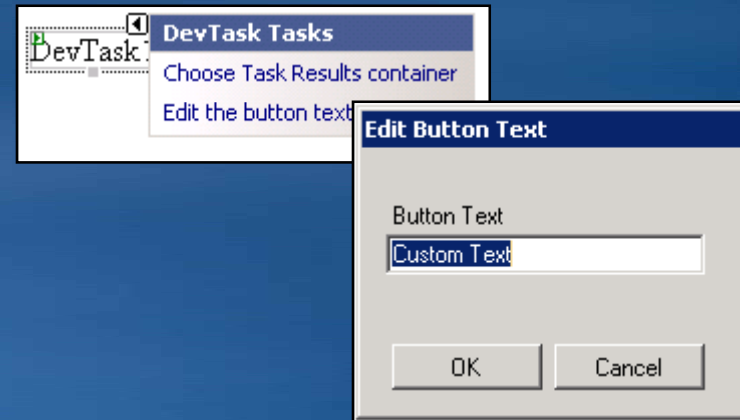 DevTask
DevTask Tasks
Choose Task Results container
Edit the button text
Edit Button Text
Button Text
Custom Text
OK
Cancel